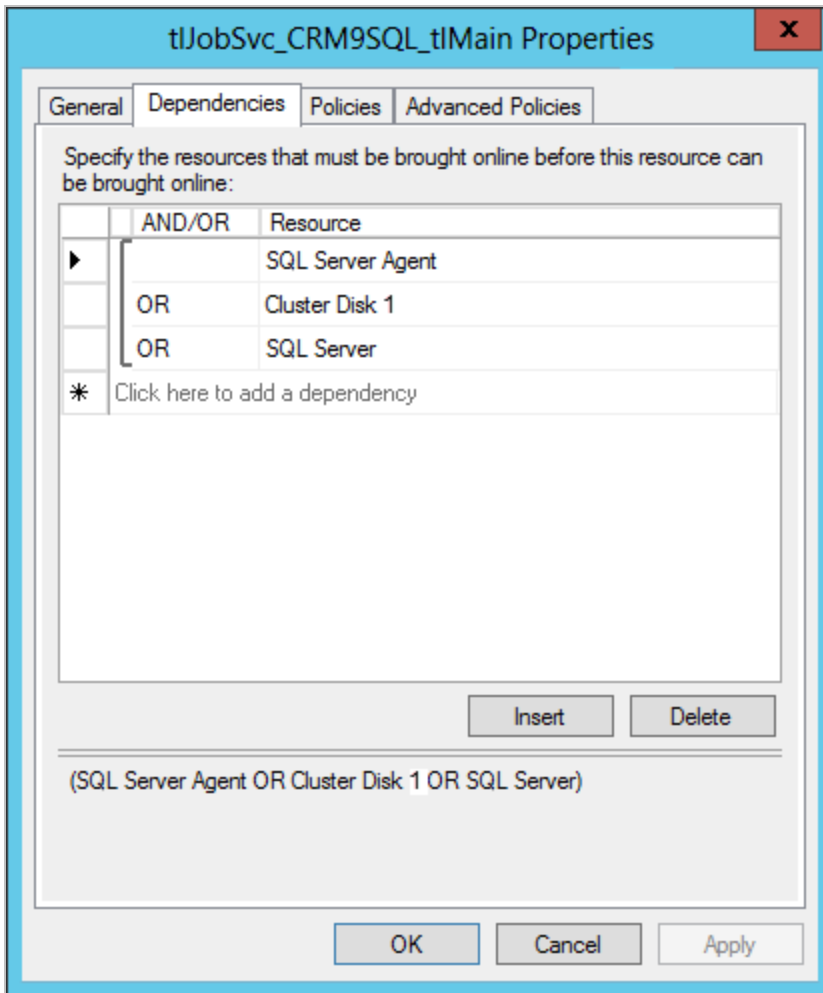 tlJobSvc_CRM9SQL_tlMain Properties
x
General Dependencies Policies Advanced Policies
Specify the resources that must be brought online before this resource can
be brought online:
AND/OR Resource
SQL Server Agent
OR Cluster Disk 1
OR SQL Server
Click here to add a dependency
Insert Delete
(SQL Server Agent OR Cluster Disk 1 OR SQL Server)
OK Cancel Apply